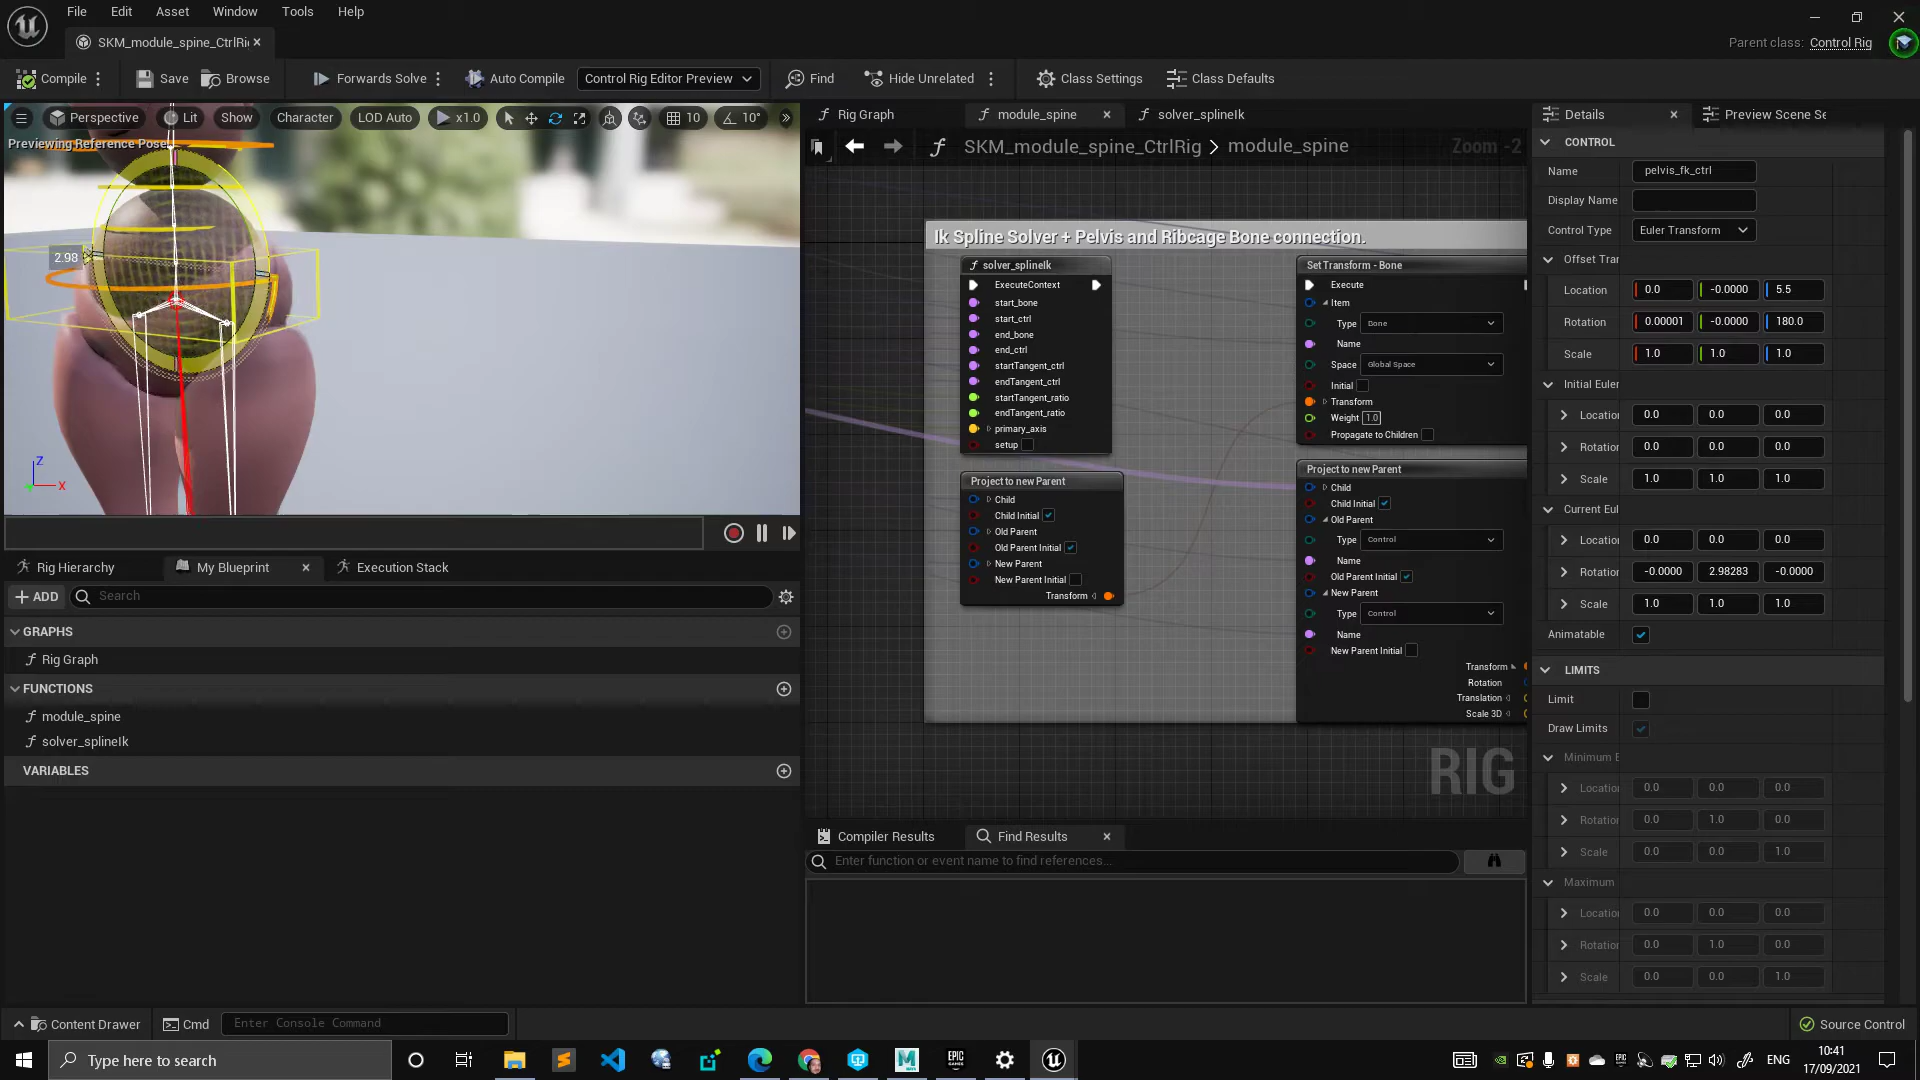 File Edit Asset Window Tools Help
SKM_module_spine_CtrlRi
Parent class: Control Rig
Compile Save Browse Forwards Solve Auto Compile Control Rig Editor Preview Find Hide Unrelated Class Settings Class Defaults
Perspective Lit Show Character LOD Auto x1.0 10 10°
Previewing Reference Pose
2.98
Z
X
Rig Hierarchy My Blueprint Execution Stack
ADD Search
GRAPHS
Rig Graph
FUNCTIONS
module_spine
solver_splineIk
VARIABLES
Rig Graph module_spine solver_splineIk
SKM_module_spine_CtrlRig > module_spine Zoom -2
Ik Spline Solver + Pelvis and Ribcage Bone connection.
solver_splineIk
ExecuteContext
start_bone
start_ctrl
end_bone
end_ctrl
startTangent_ctrl
endTangent_ctrl
startTangent_ratio
endTangent_ratio
primary_axis
setup
Project to new Parent
Child
Child Initial
Old Parent
Old Parent Initial
New Parent
New Parent Initial
Transform
Set Transform - Bone
Execute
Item
Type Bone
Name
Space Global Space
Initial
Transform
Weight 1.0
Propagate to Children
Project to new Parent
Child
Child Initial
Old Parent
Type Control
Name
Old Parent Initial
New Parent
Type Control
Name
New Parent Initial
Transform
Rotation
Translation
Scale 3D
RIG
Compiler Results Find Results
Enter function or event name to find references...
Details Preview Scene Se
CONTROL
Name pelvis_fk_ctrl
Display Name
Control Type Euler Transform
Offset Tran
Location 0.0 -0.0000 5.5
Rotation 0.00001 -0.0000 180.0
Scale 1.0 1.0 1.0
Initial Euler
Location 0.0 0.0 0.0
Rotation 0.0 0.0 0.0
Scale 1.0 1.0 1.0
Current Eul
Location 0.0 0.0 0.0
Rotation -0.0000 2.98283 -0.0000
Scale 1.0 1.0 1.0
Animatable
LIMITS
Limit
Draw Limits
Minimum E
Location 0.0 0.0 0.0
Rotation 0.0 1.0 0.0
Scale 0.0 0.0 1.0
Maximum
Location 0.0 0.0 0.0
Rotation 0.0 1.0 0.0
Scale 0.0 0.0 1.0
Content Drawer Cmd Enter Console Command Source Control
Type here to search
ENG
10:41
17/09/2021